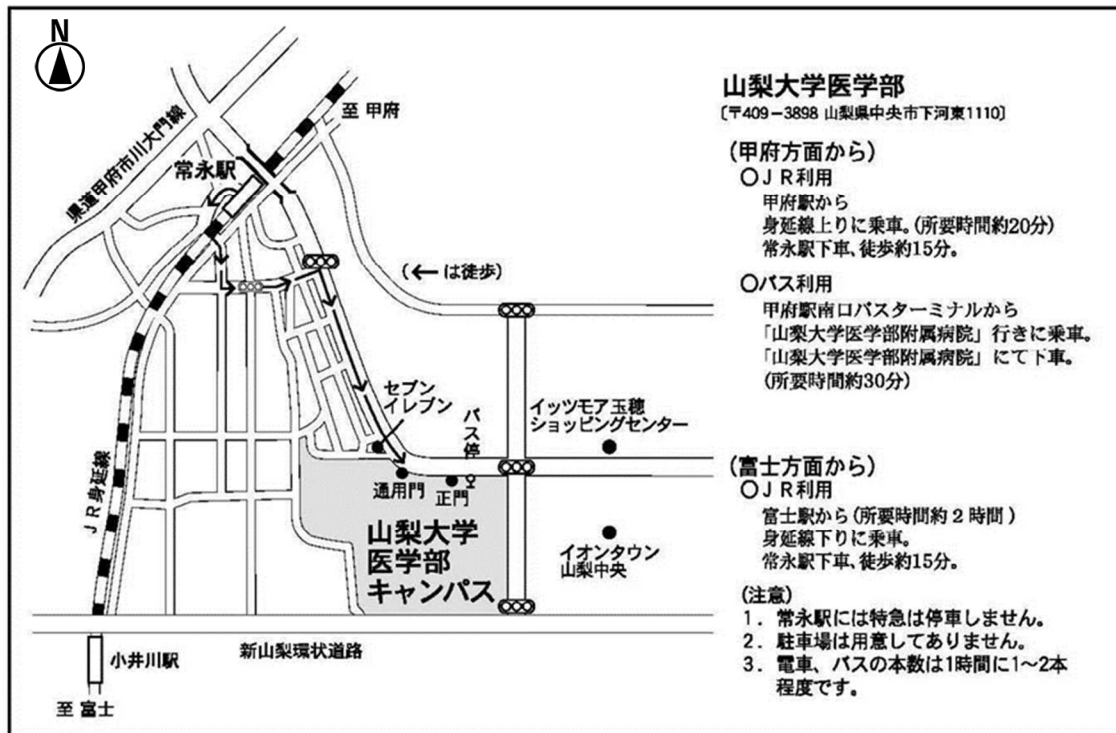 N
至 甲府
県道甲府市川大門線
常永駅
(←は徒歩)
セブン
イレブン
バス停
イッツモア玉穂
ショッピングセンター
通用門
正門
JR身延線
山梨大学
医学部
キャンパス
イオンタウン
山梨中央
小井川駅
新山梨環状道路
至 富士
山梨大学医学部
〔〒409-3898 山梨県中央市下河東1110〕
(甲府方面から)
○JR利用
甲府駅から
身延線上りに乗車。(所要時間約20分)
常永駅下車、徒歩約15分。
○バス利用
甲府駅南口バスターミナルから
「山梨大学医学部附属病院」行きに乗車。
「山梨大学医学部附属病院」にて下車。
(所要時間約30分)
(富士方面から)
○JR利用
富士駅から(所要時間約2時間)
身延線下りに乗車。
常永駅下車、徒歩約15分。
(注意)
1. 常永駅には特急は停車しません。
2. 駐車場は用意してありません。
3. 電車、バスの本数は1時間に1～2本
程度です。